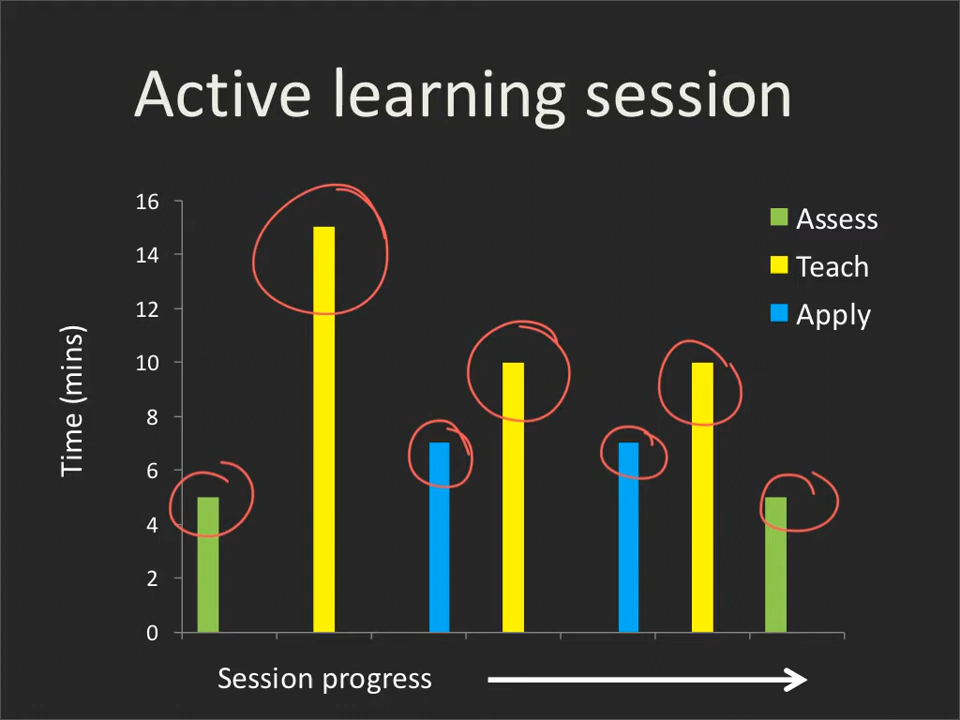 Active learning session
16
14
12
10
8
6
4
2
0
Time (mins)
Assess
Teach
Apply
Session progress